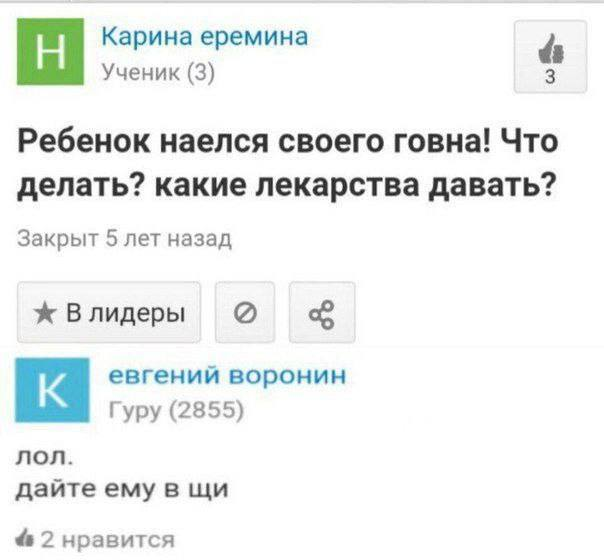 Н
Карина еремина
Ученик (3)
3
Ребенок наелся своего говна! Что
делать? какие лекарства давать?
Закрыт 5 лет назад
В лидеры
К
евгений воронин
Гуру (2855)
лол.
дайте ему в щи
2 нравится